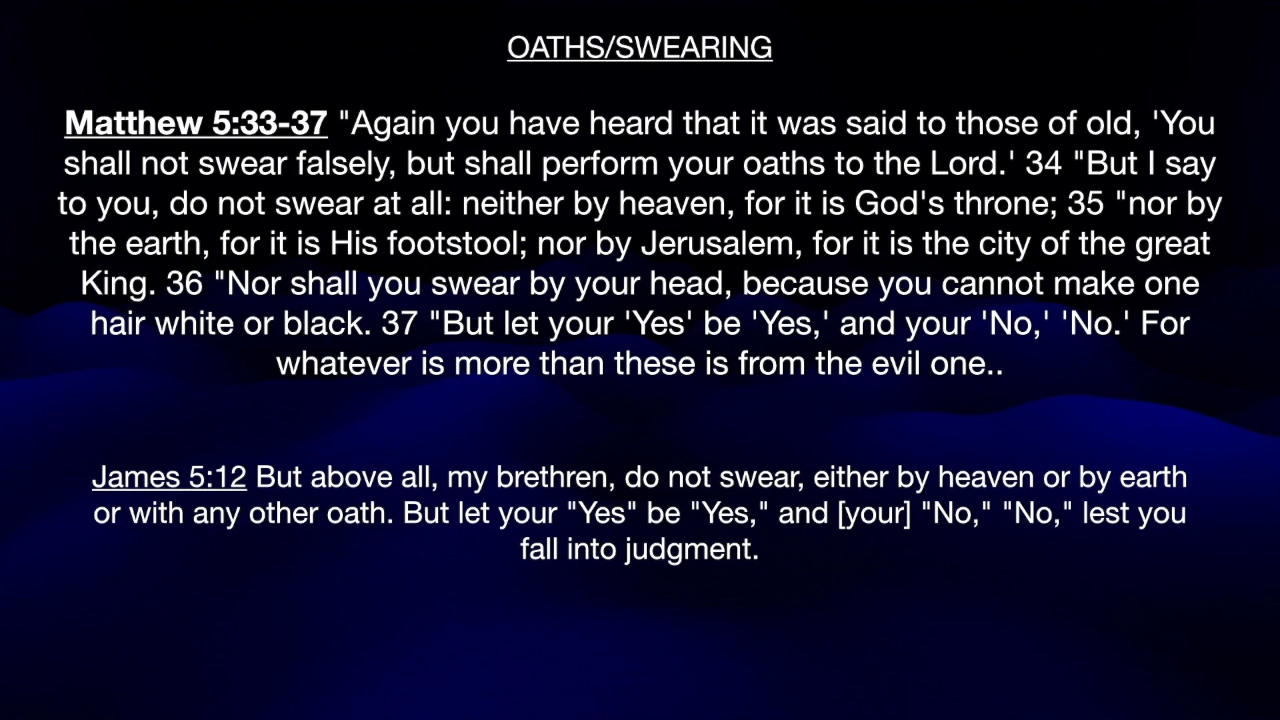 OATHS/SWEARING
Matthew 5:33-37 "Again you have heard that it was said to those of old, 'You
shall not swear falsely, but shall perform your oaths to the Lord.' 34 "But I say
to you, do not swear at all: neither by heaven, for it is God's throne; 35 "nor by
the earth, for it is His footstool; nor by Jerusalem, for it is the city of the great
King. 36 "Nor shall you swear by your head, because you cannot make one
hair white or black. 37 "But let your 'Yes' be 'Yes,' and your 'No,' 'No.' For
whatever is more than these is from the evil one..
James 5:12 But above all, my brethren, do not swear, either by heaven or by earth
or with any other oath. But let your "Yes" be "Yes," and [your] "No," "No," lest you
fall into judgment.